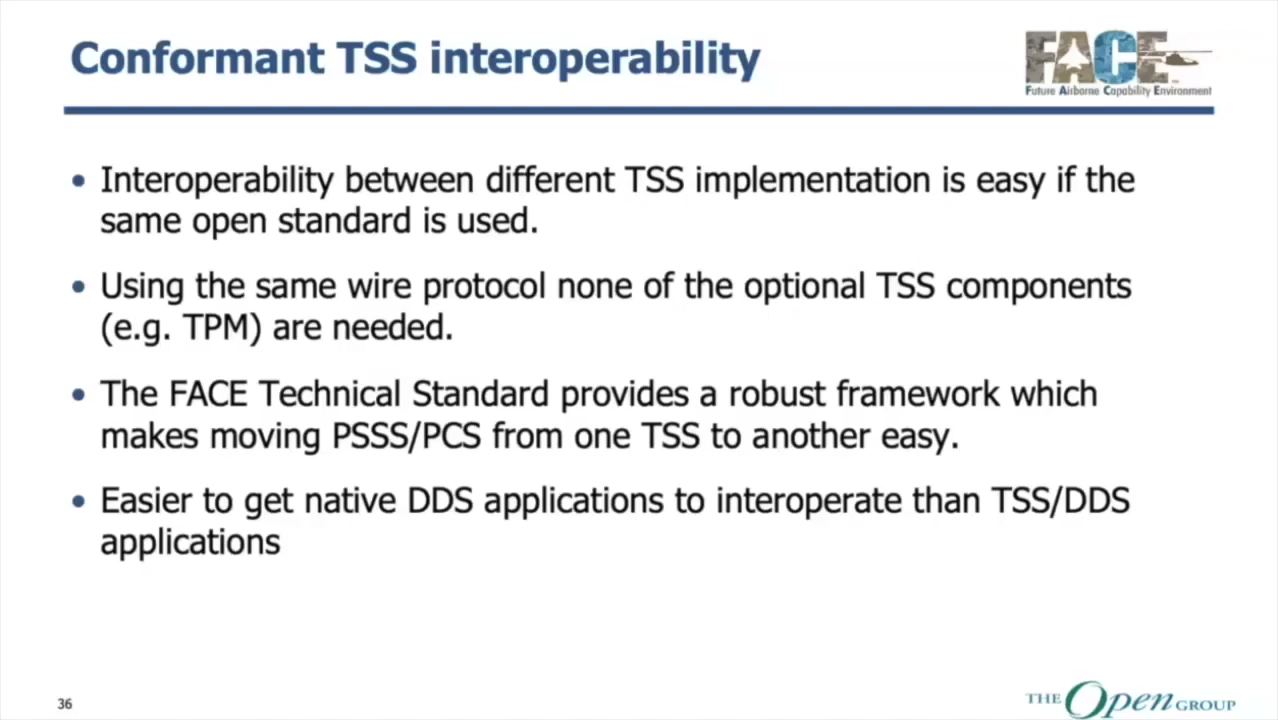 Conformant TSS interoperability
FACE
Future Airborne Capability Environment
• Interoperability between different TSS implementation is easy if the
same open standard is used.
• Using the same wire protocol none of the optional TSS components
(e.g. TPM) are needed.
• The FACE Technical Standard provides a robust framework which
makes moving PSSS/PCS from one TSS to another easy.
• Easier to get native DDS applications to interoperate than TSS/DDS
applications
36
THE Open GROUP